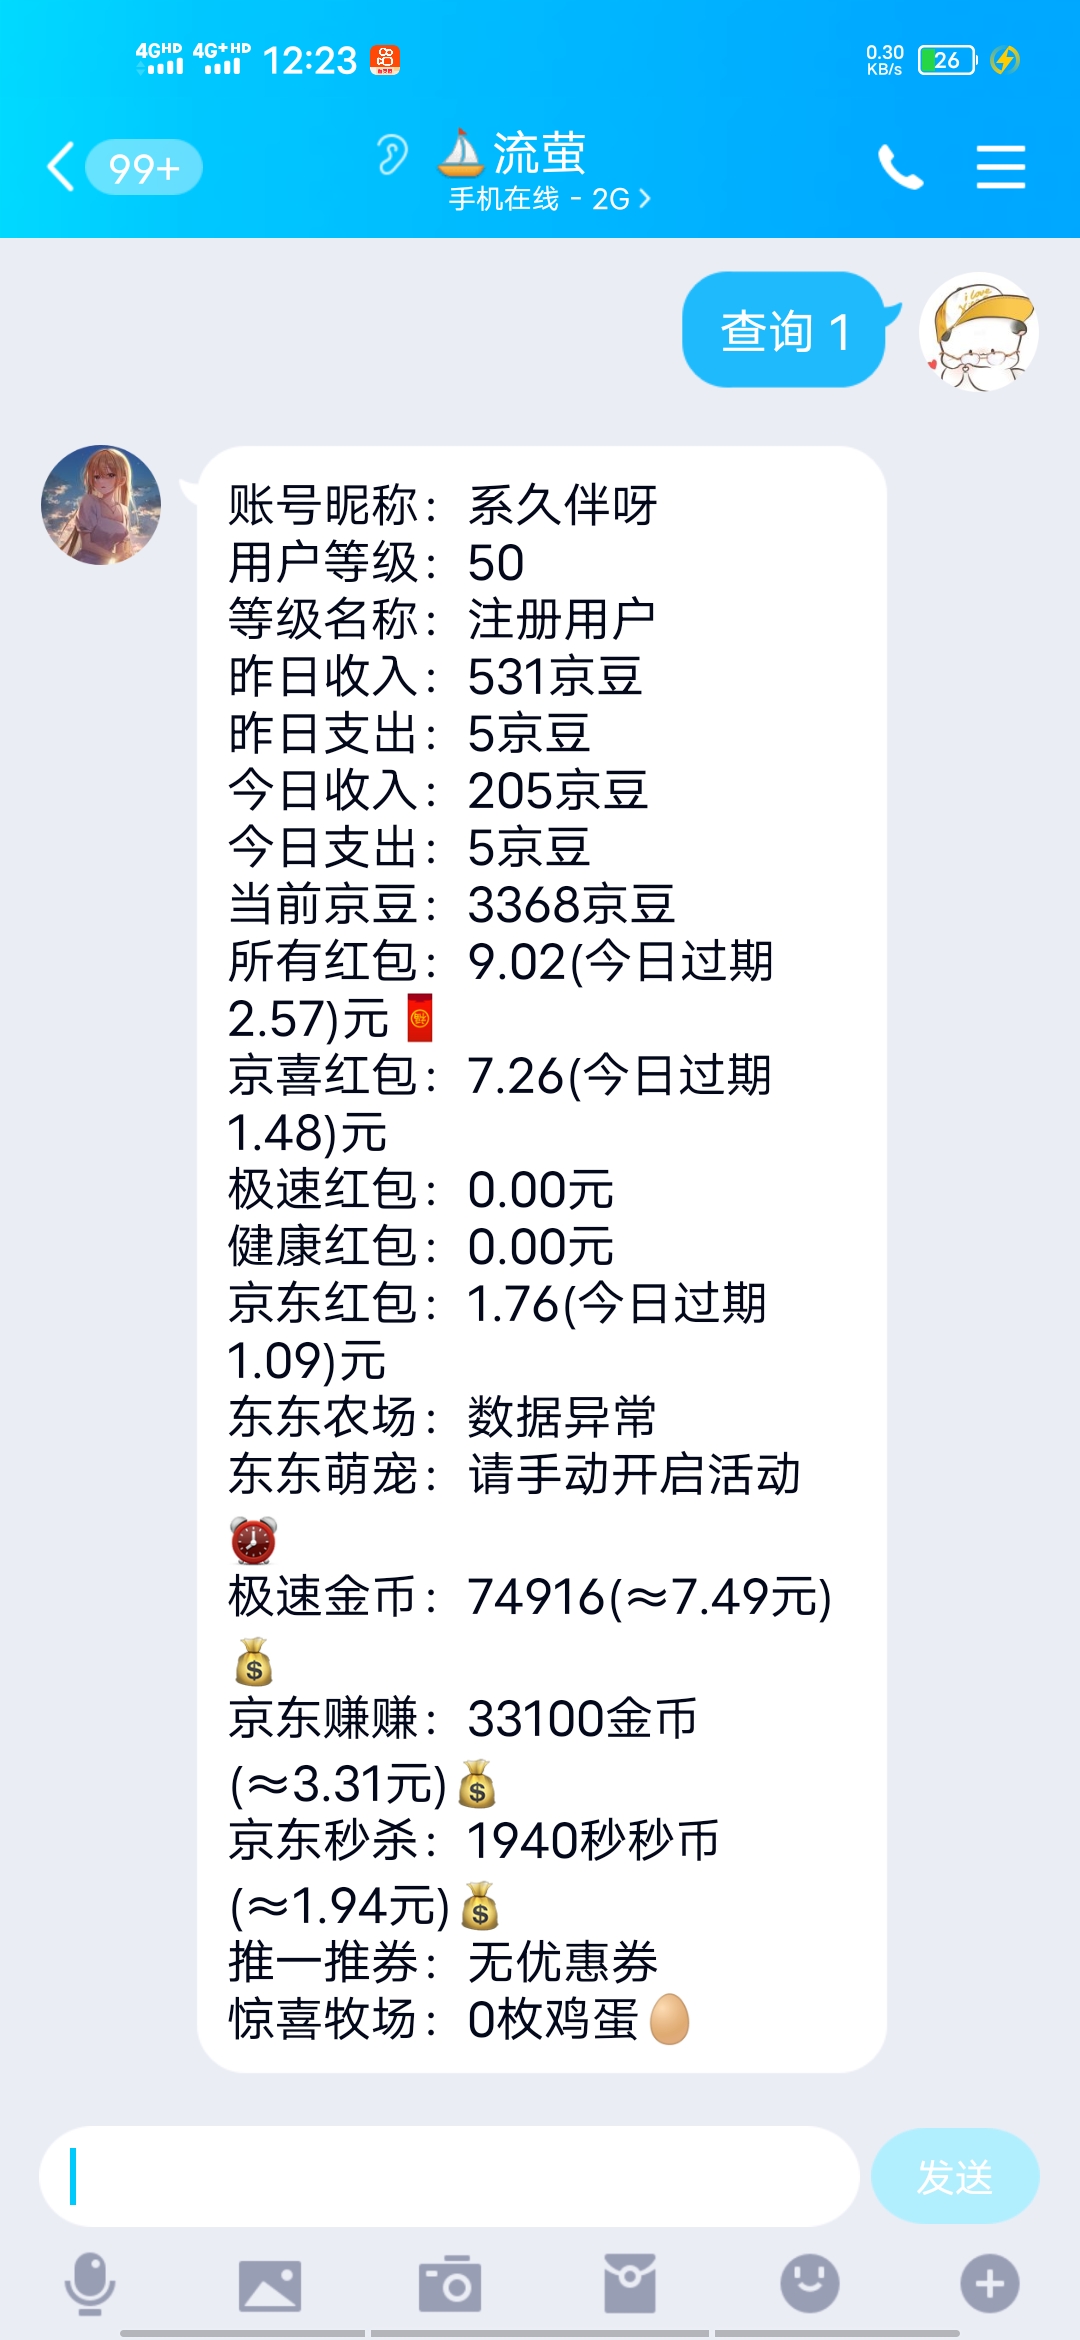 4GHD 4G+HD 12:23
0.30 KB/s 26
99+
⛵流萤
手机在线 - 2G
查询 1
账号昵称：系久伴呀
用户等级：50
等级名称：注册用户
昨日收入：531京豆
昨日支出：5京豆
今日收入：205京豆
今日支出：5京豆
当前京豆：3368京豆
所有红包：9.02(今日过期
2.57)元🧧
京喜红包：7.26(今日过期
1.48)元
极速红包：0.00元
健康红包：0.00元
京东红包：1.76(今日过期
1.09)元
东东农场：数据异常
东东萌宠：请手动开启活动
⏰
极速金币：74916(≈7.49元)
💰
京东赚赚：33100金币
(≈3.31元)💰
京东秒杀：1940秒秒币
(≈1.94元)💰
推一推券：无优惠券
惊喜牧场：0枚鸡蛋🥚
发送